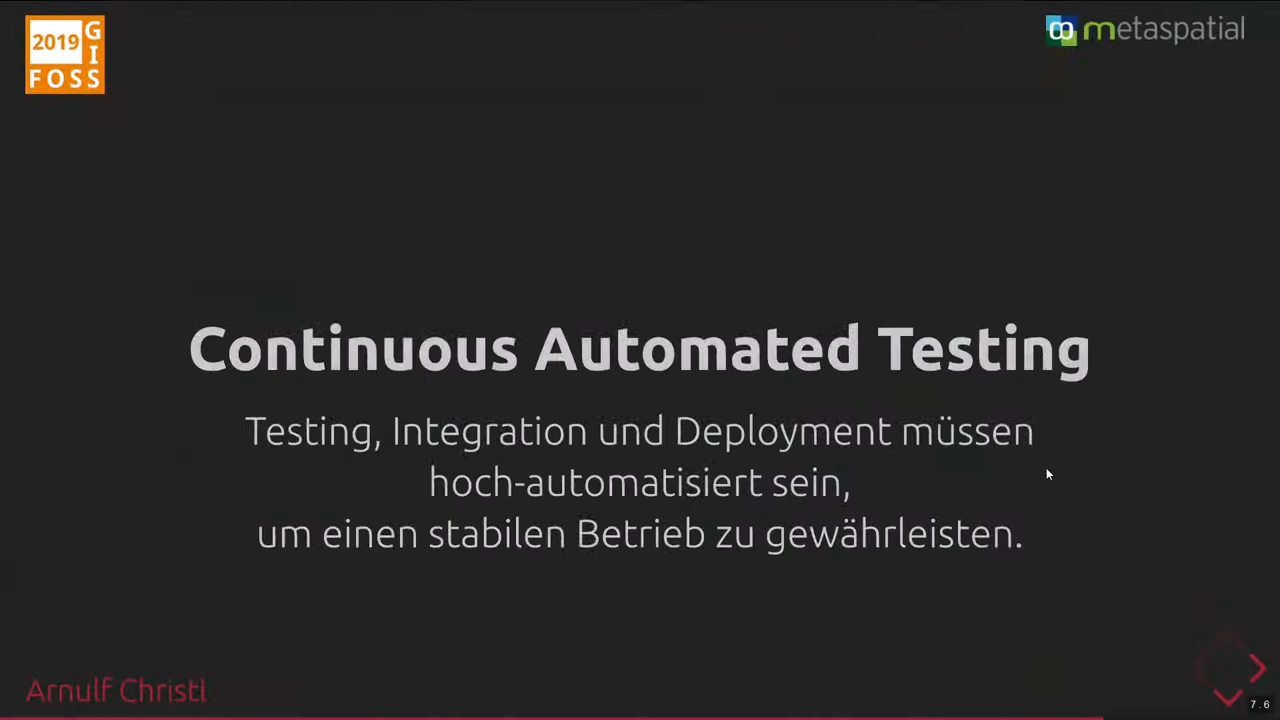 2019 G
I
FOSS
metaspatial
Continuous Automated Testing
Testing, Integration und Deployment müssen
hoch-automatisiert sein,
um einen stabilen Betrieb zu gewährleisten.
Arnulf Christl
7.6